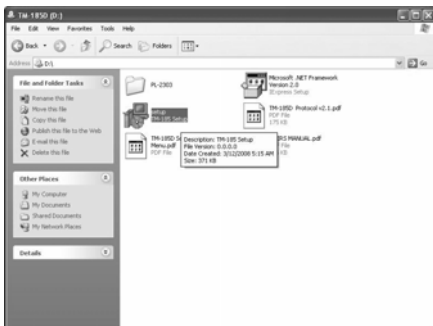 TM-185D (D:)
File Edit View Favorites Tools Help
Back Search Folders
Address D:\ Go
File and Folder Tasks
Rename this file
Move this file
Copy this file
Publish this file to the Web
E-mail this file
Delete this file
Other Places
My Computer
My Documents
Shared Documents
My Network Places
Details
PL-2303
Microsoft .NET Framework
Version 2.0
IExpress Setup
setup
TM-185 Setup
TM-185D Protocol v2.1.pdf
PDF File
175 KB
TM-185D
Menu.pdf
PDF File
MANUAL.pdf
File
KB
Description: TM-185 Setup
File Version: 0.0.0.0
Date Created: 3/12/2008 5:15 AM
Size: 371 KB